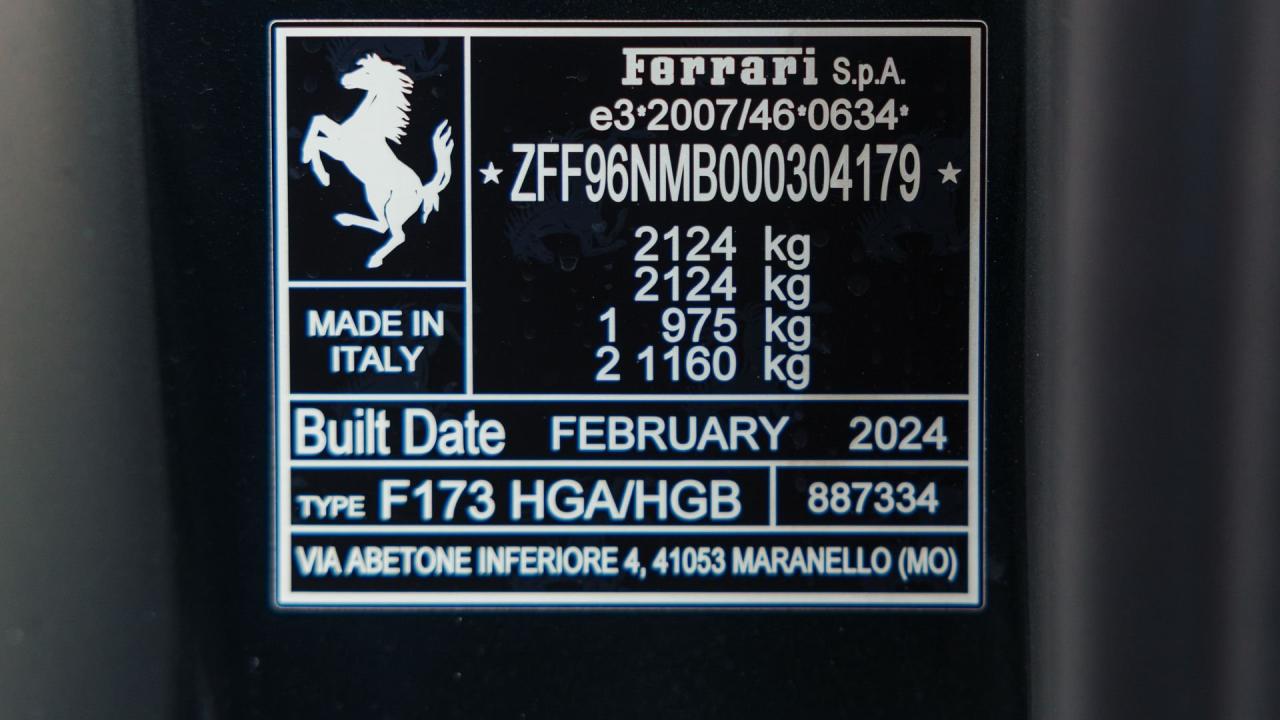 Ferrari S.p.A.
e3*2007/46*0634*
★ ZFF96NMB000304179 ★
2124 kg
2124 kg
1 975 kg
2 1160 kg
MADE IN
ITALY
Built Date FEBRUARY 2024
TYPE F173 HGA/HGB 887334
VIA ABETONE INFERIORE 4, 41053 MARANELLO (MO)